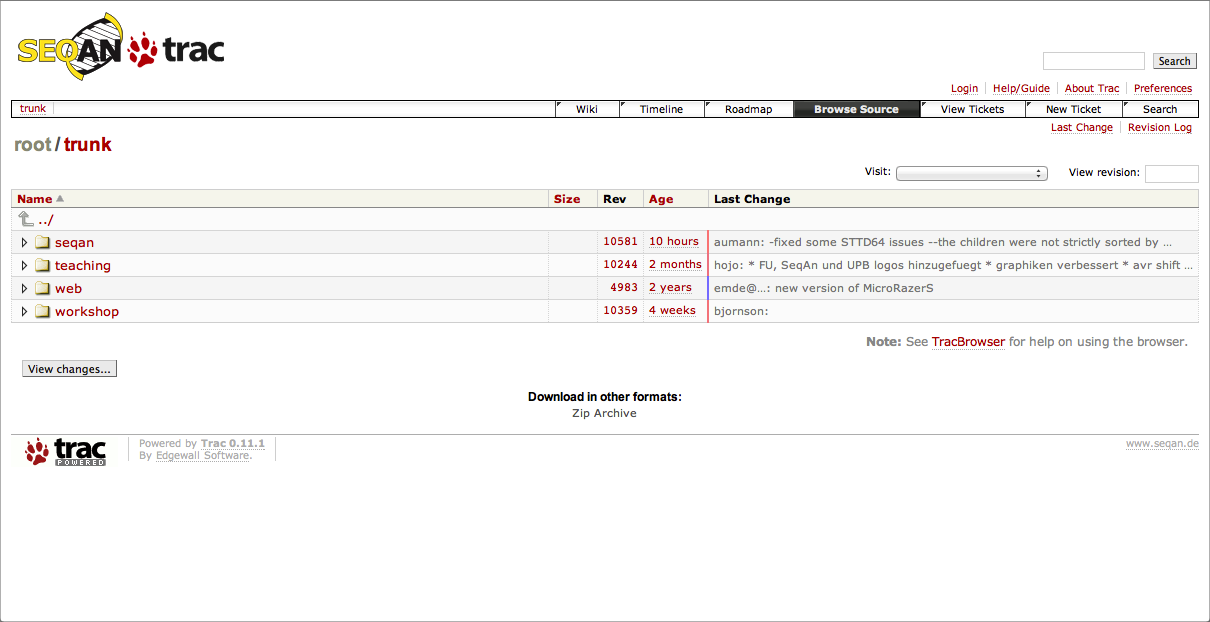 SEQAN trac
Search
Login Help/Guide About Trac Preferences
trunk Wiki Timeline Roadmap Browse Source View Tickets New Ticket Search
Last Change Revision Log
root/trunk
Visit: View revision:
Name Size Rev Age Last Change
../
seqan 10581 10 hours aumann: -fixed some STTD64 issues --the children were not strictly sorted by …
teaching 10244 2 months hojo: * FU, SeqAn und UPB logos hinzugefuegt * graphiken verbessert * avr shift …
web 4983 2 years emde@…: new version of MicroRazerS
workshop 10359 4 weeks bjornson:
Note: See TracBrowser for help on using the browser.
View changes...
Download in other formats:
Zip Archive
trac POWERED
Powered by Trac 0.11.1
By Edgewall Software.
www.seqan.de